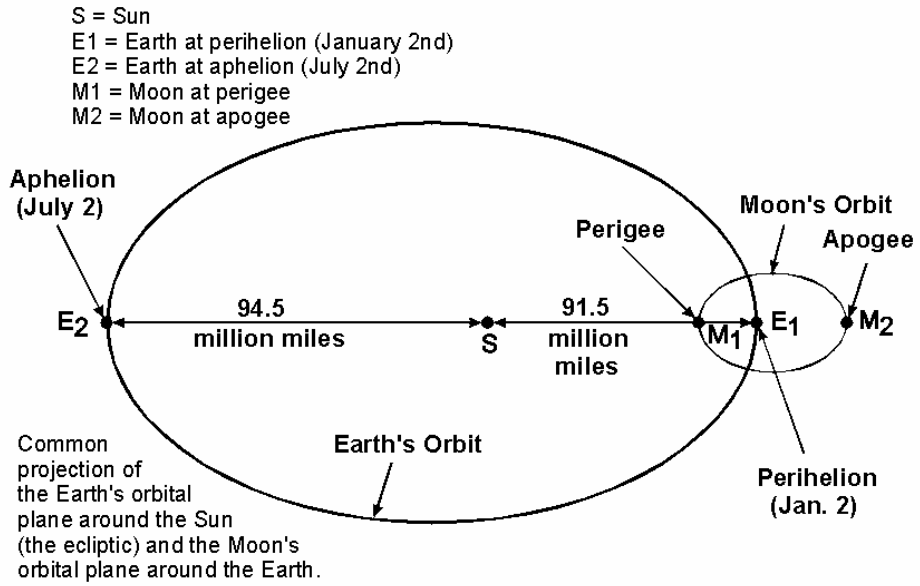 S = Sun
E1 = Earth at perihelion (January 2nd)
E2 = Earth at aphelion (July 2nd)
M1 = Moon at perigee
M2 = Moon at apogee
Aphelion
(July 2)
Moon's Orbit
Perigee
Apogee
94.5
million miles
91.5
million
miles
E2
S
M1
E1
M2
Common
projection of
the Earth's orbital
plane around the Sun
(the ecliptic) and the Moon's
orbital plane around the Earth.
Earth's Orbit
Perihelion
(Jan. 2)